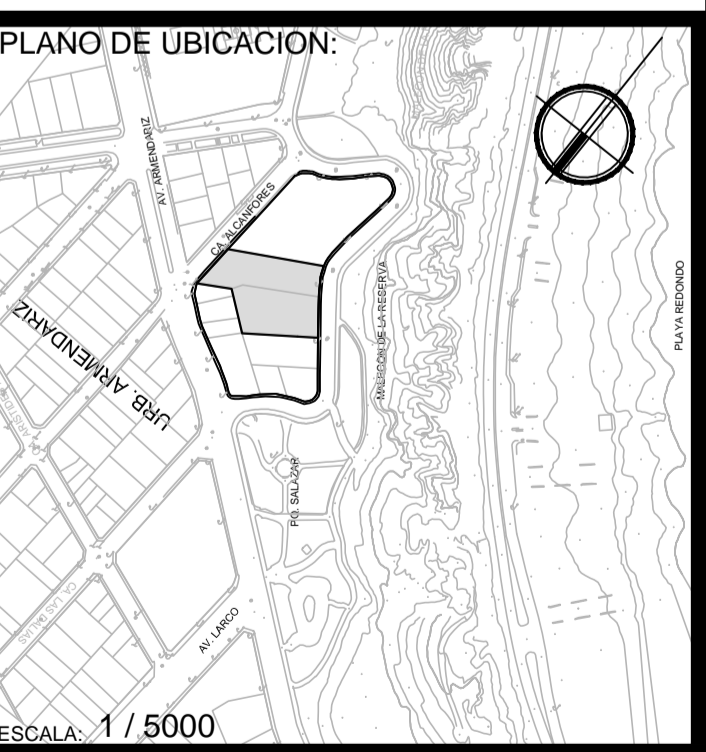 PLANO DE UBICACION:
AV. ARMENDARIZ
CA. ALCANFORES
MALECON DE LA RESERVA
PLAYA REDONDO
URB. ARMENDARIZ
PQ. SALAZAR
CA. LAS DALIAS
AV. LARCO
ESCALA: 1 / 5000